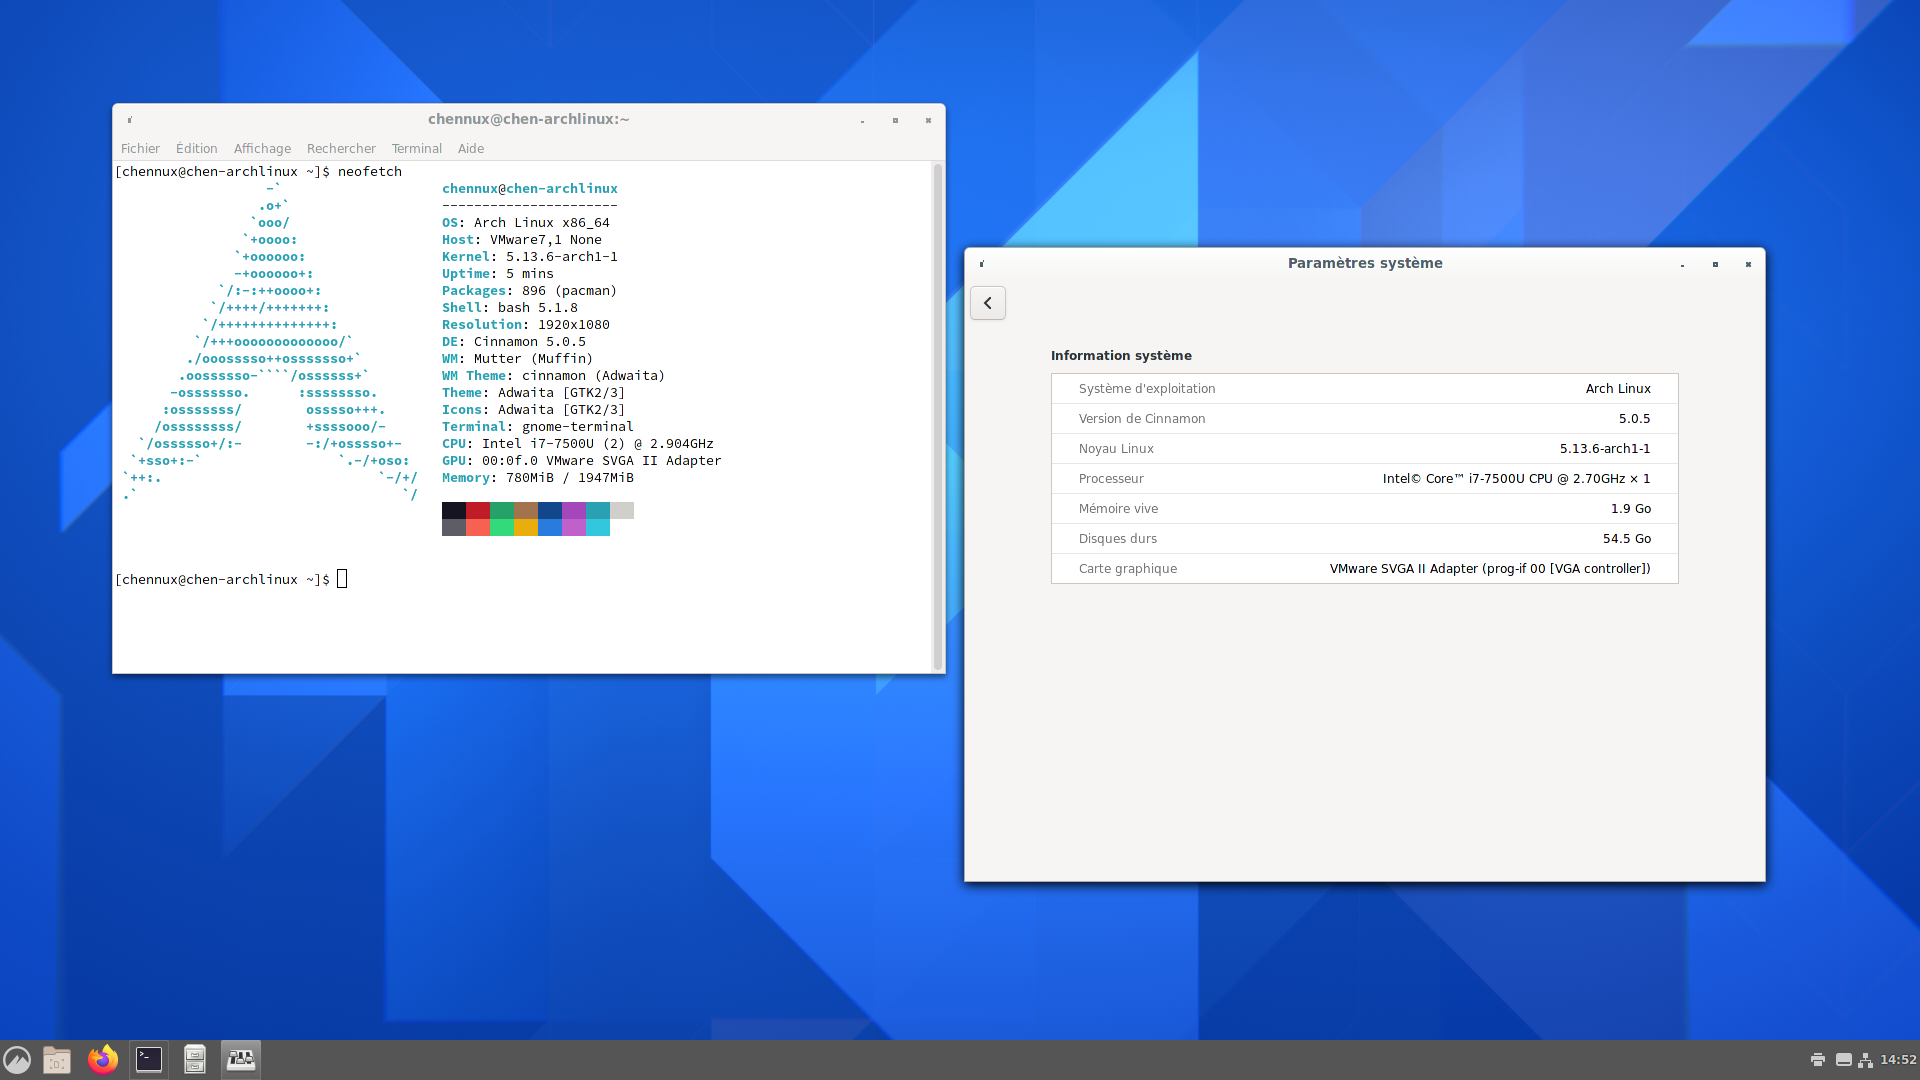 chennux@chen-archlinux:~
Fichier Édition Affichage Rechercher Terminal Aide
[chennux@chen-archlinux ~]$ neofetch
                   -`                    chennux@chen-archlinux
                  .o+`                   ----------------------
                 `ooo/                   OS: Arch Linux x86_64
                `+oooo:                  Host: VMware7,1 None
               `+oooooo:                 Kernel: 5.13.6-arch1-1
               -+oooooo+:                Uptime: 5 mins
             `/:-:++oooo+:               Packages: 896 (pacman)
            `/++++/+++++++:              Shell: bash 5.1.8
           `/++++++++++++++:             Resolution: 1920x1080
          `/+++ooooooooooooo/`           DE: Cinnamon 5.0.5
         ./ooosssso++osssssso+`          WM: Mutter (Muffin)
        .oossssso-````/ossssss+`         WM Theme: cinnamon (Adwaita)
       -osssssso.      :ssssssso.        Theme: Adwaita [GTK2/3]
      :osssssss/        osssso+++.       Icons: Adwaita [GTK2/3]
     /ossssssss/        +ssssooo/-       Terminal: gnome-terminal
   `/ossssso+/:-        -:/+osssso+-     CPU: Intel i7-7500U (2) @ 2.904GHz
  `+sso+:-`                 `.-/+oso:    GPU: 00:0f.0 VMware SVGA II Adapter
 `++:.                           `-/+/   Memory: 780MiB / 1947MiB
 .`                                 `/
[chennux@chen-archlinux ~]$
Paramètres système
Information système
Système d'exploitation Arch Linux
Version de Cinnamon 5.0.5
Noyau Linux 5.13.6-arch1-1
Processeur Intel© Core™ i7-7500U CPU @ 2.70GHz × 1
Mémoire vive 1.9 Go
Disques durs 54.5 Go
Carte graphique VMware SVGA II Adapter (prog-if 00 [VGA controller])
14:52